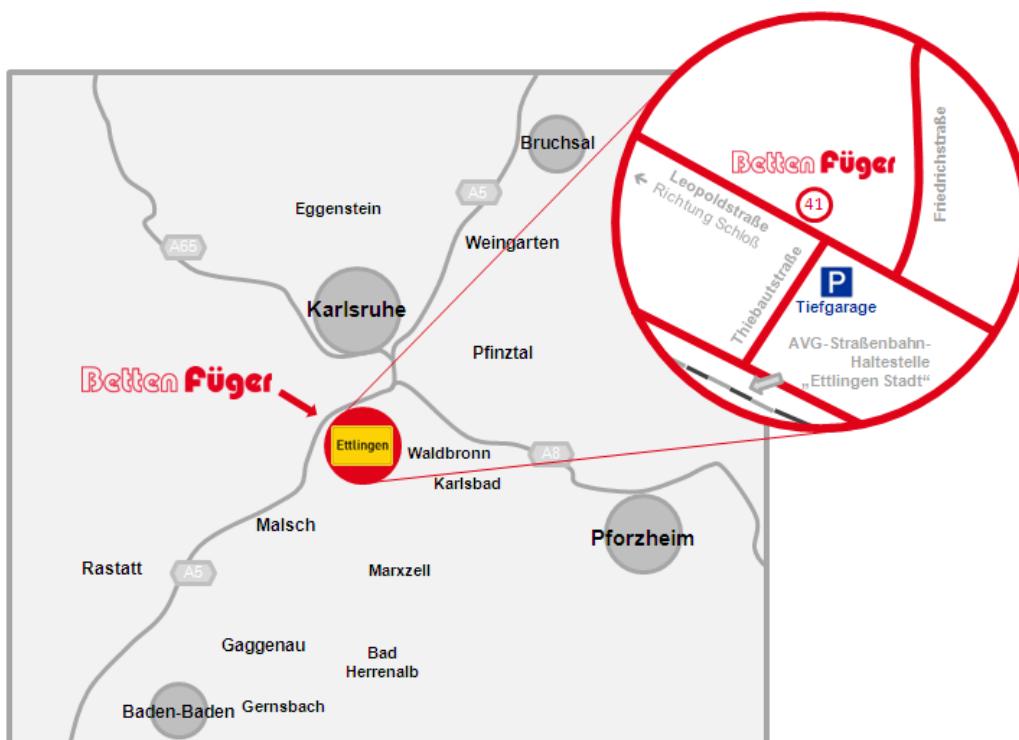 Bruchsal
A5
Eggenstein
Weingarten
A65
Karlsruhe
Pfinztal
Betten Füger
Ettlingen
Waldbronn
A8
Karlsbad
Malsch
Pforzheim
Rastatt
A5
Marxzell
Gaggenau
Bad
Herrenalb
Baden-Baden
Gernsbach
Friedrichstraße
Betten Füger
41
Leopoldstraße
Richtung Schloß
Thiebautstraße
P
Tiefgarage
AVG-Straßenbahn-
Haltestelle
„Ettlingen Stadt“